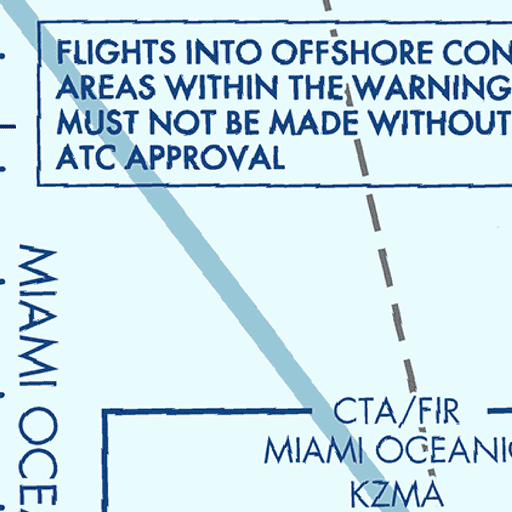 FLIGHTS INTO OFFSHORE CON
AREAS WITHIN THE WARNING
MUST NOT BE MADE WITHOUT
ATC APPROVAL
MIAMI OCEA
CTA/FIR
MIAMI OCEANIC
KZMA